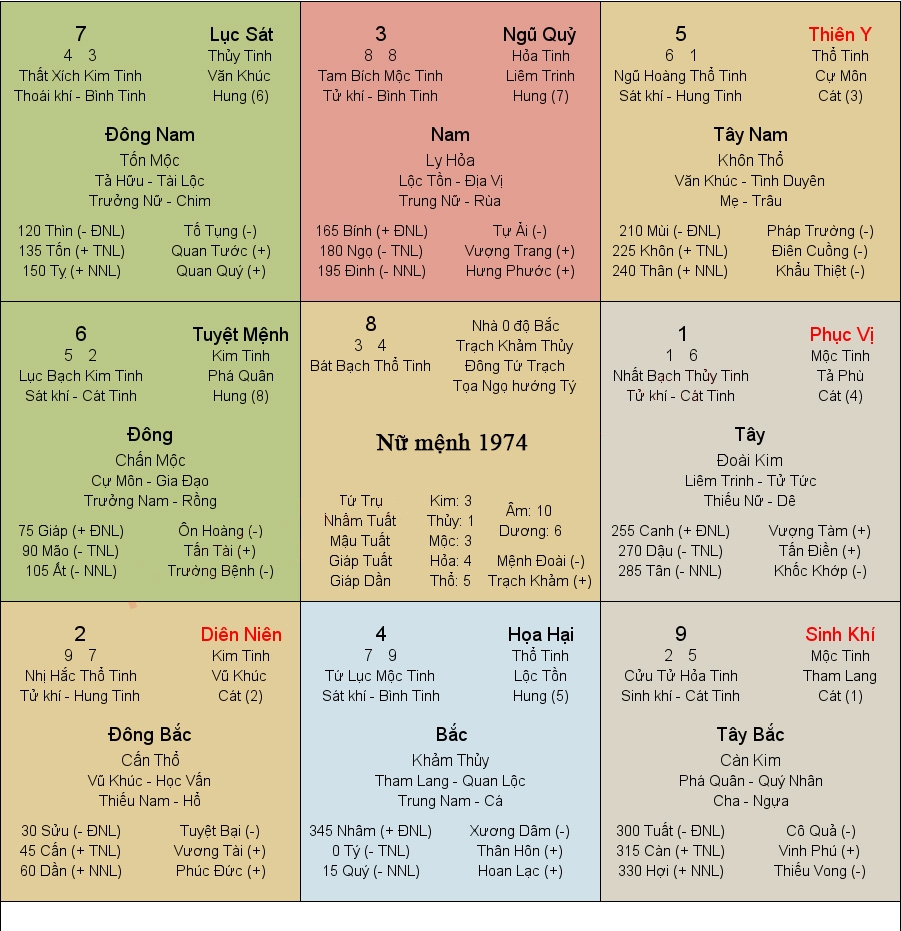 7 Lục Sát
4 3 Thủy Tinh
Thất Xích Kim Tinh Văn Khúc
Thoái khí - Bình Tinh Hung (6)
Đông Nam
Tốn Mộc
Tả Hữu - Tài Lộc
Trưởng Nữ - Chim
120 Thìn (- ĐNL) Tố Tụng (-)
135 Tốn (+ TNL) Quan Tước (+)
150 Tỵ (+ NNL) Quan Quý (+)
3 Ngũ Quỷ
8 8 Hỏa Tinh
Tam Bích Mộc Tinh Liêm Trinh
Tử khí - Bình Tinh Hung (7)
Nam
Ly Hỏa
Lộc Tồn - Địa Vị
Trung Nữ - Rùa
165 Bính (+ ĐNL) Tự Ải (-)
180 Ngọ (- TNL) Vượng Trang (+)
195 Đinh (- NNL) Hưng Phước (+)
5 Thiên Y
6 1 Thổ Tinh
Ngũ Hoàng Thổ Tinh Cự Môn
Sát khí - Hung Tinh Cát (3)
Tây Nam
Khôn Thổ
Văn Khúc - Tình Duyên
Mẹ - Trâu
210 Mùi (- ĐNL) Pháp Trường (-)
225 Khôn (+ TNL) Điên Cuồng (-)
240 Thân (+ NNL) Khẩu Thiệt (-)
6 Tuyệt Mệnh
5 2 Kim Tinh
Lục Bạch Kim Tinh Phá Quân
Sát khí - Cát Tinh Hung (8)
Đông
Chấn Mộc
Cự Môn - Gia Đạo
Trưởng Nam - Rồng
75 Giáp (+ ĐNL) Ôn Hoàng (-)
90 Mão (- TNL) Tấn Tài (+)
105 Ất (- NNL) Trường Bệnh (-)
8 Nhà 0 độ Bắc
3 4 Trạch Khảm Thủy
Bát Bạch Thổ Tinh Đông Tứ Trạch
Tọa Ngọ hướng Tý
Nữ mệnh 1974
Tứ Trụ Kim: 3 Âm: 10
Nhâm Tuất Thủy: 1 Dương: 6
Mậu Tuất Mộc: 3
Giáp Tuất Hỏa: 4 Mệnh Đoài (-)
Giáp Dần Thổ: 5 Trạch Khảm (+)
1 Phục Vị
1 6 Mộc Tinh
Nhất Bạch Thủy Tinh Tả Phù
Tử khí - Cát Tinh Cát (4)
Tây
Đoài Kim
Liêm Trinh - Tử Tức
Thiếu Nữ - Dê
255 Canh (+ ĐNL) Vượng Tàm (+)
270 Dậu (- TNL) Tấn Điền (+)
285 Tân (- NNL) Khốc Khớp (-)
2 Diên Niên
9 7 Kim Tinh
Nhị Hắc Thổ Tinh Vũ Khúc
Tử khí - Hung Tinh Cát (2)
Đông Bắc
Cấn Thổ
Vũ Khúc - Học Vấn
Thiếu Nam - Hổ
30 Sửu (- ĐNL) Tuyệt Bại (-)
45 Cấn (+ TNL) Vương Tài (+)
60 Dần (+ NNL) Phúc Đức (+)
4 Họa Hại
7 9 Thổ Tinh
Tứ Lục Mộc Tinh Lộc Tồn
Sát khí - Bình Tinh Hung (5)
Bắc
Khảm Thủy
Tham Lang - Quan Lộc
Trung Nam - Cá
345 Nhâm (+ ĐNL) Xương Dâm (-)
0 Tý (- TNL) Thân Hôn (+)
15 Quý (- NNL) Hoan Lạc (+)
9 Sinh Khí
2 5 Mộc Tinh
Cửu Tử Hỏa Tinh Tham Lang
Sinh khí - Cát Tinh Cát (1)
Tây Bắc
Càn Kim
Phá Quân - Quý Nhân
Cha - Ngựa
300 Tuất (- ĐNL) Cô Quả (-)
315 Càn (+ TNL) Vinh Phú (+)
330 Hợi (+ NNL) Thiếu Vong (-)